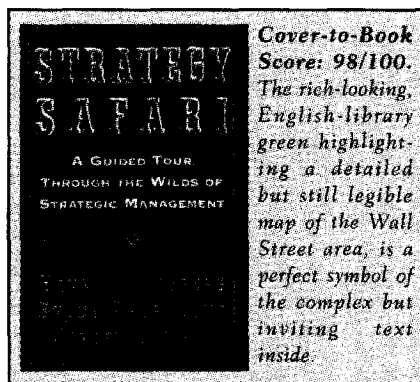 STRATEGY
SAFARI
A GUIDED TOUR
THROUGH THE WILDS OF
STRATEGIC MANAGEMENT
Cover-to-Book
Score: 98/100.
The rich-looking,
English-library
green highlight-
ing a detailed
but still legible
map of the Wall
Street area, is a
perfect symbol of
the complex but
inviting text
inside.